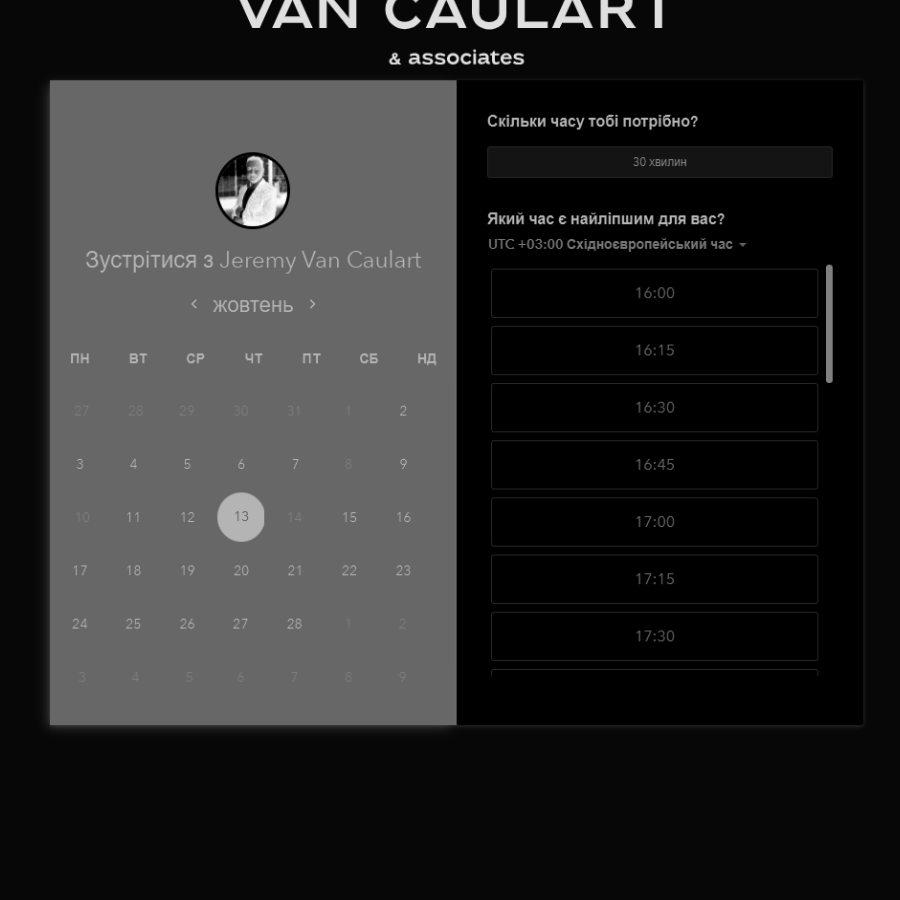 VAN CAULART
& associates
Зустрітися з Jeremy Van Caulart
жовтень
ПН ВТ СР ЧТ ПТ СБ НД
27 28 29 30 31 1 2
3 4 5 6 7 8 9
10 11 12 13 14 15 16
17 18 19 20 21 22 23
24 25 26 27 28 1 2
3 4 5 6 7 8 9
Скільки часу тобі потрібно?
30 хвилин
Який час є найліпшим для вас?
UTC +03:00 Східноєвропейський час
16:00
16:15
16:30
16:45
17:00
17:15
17:30